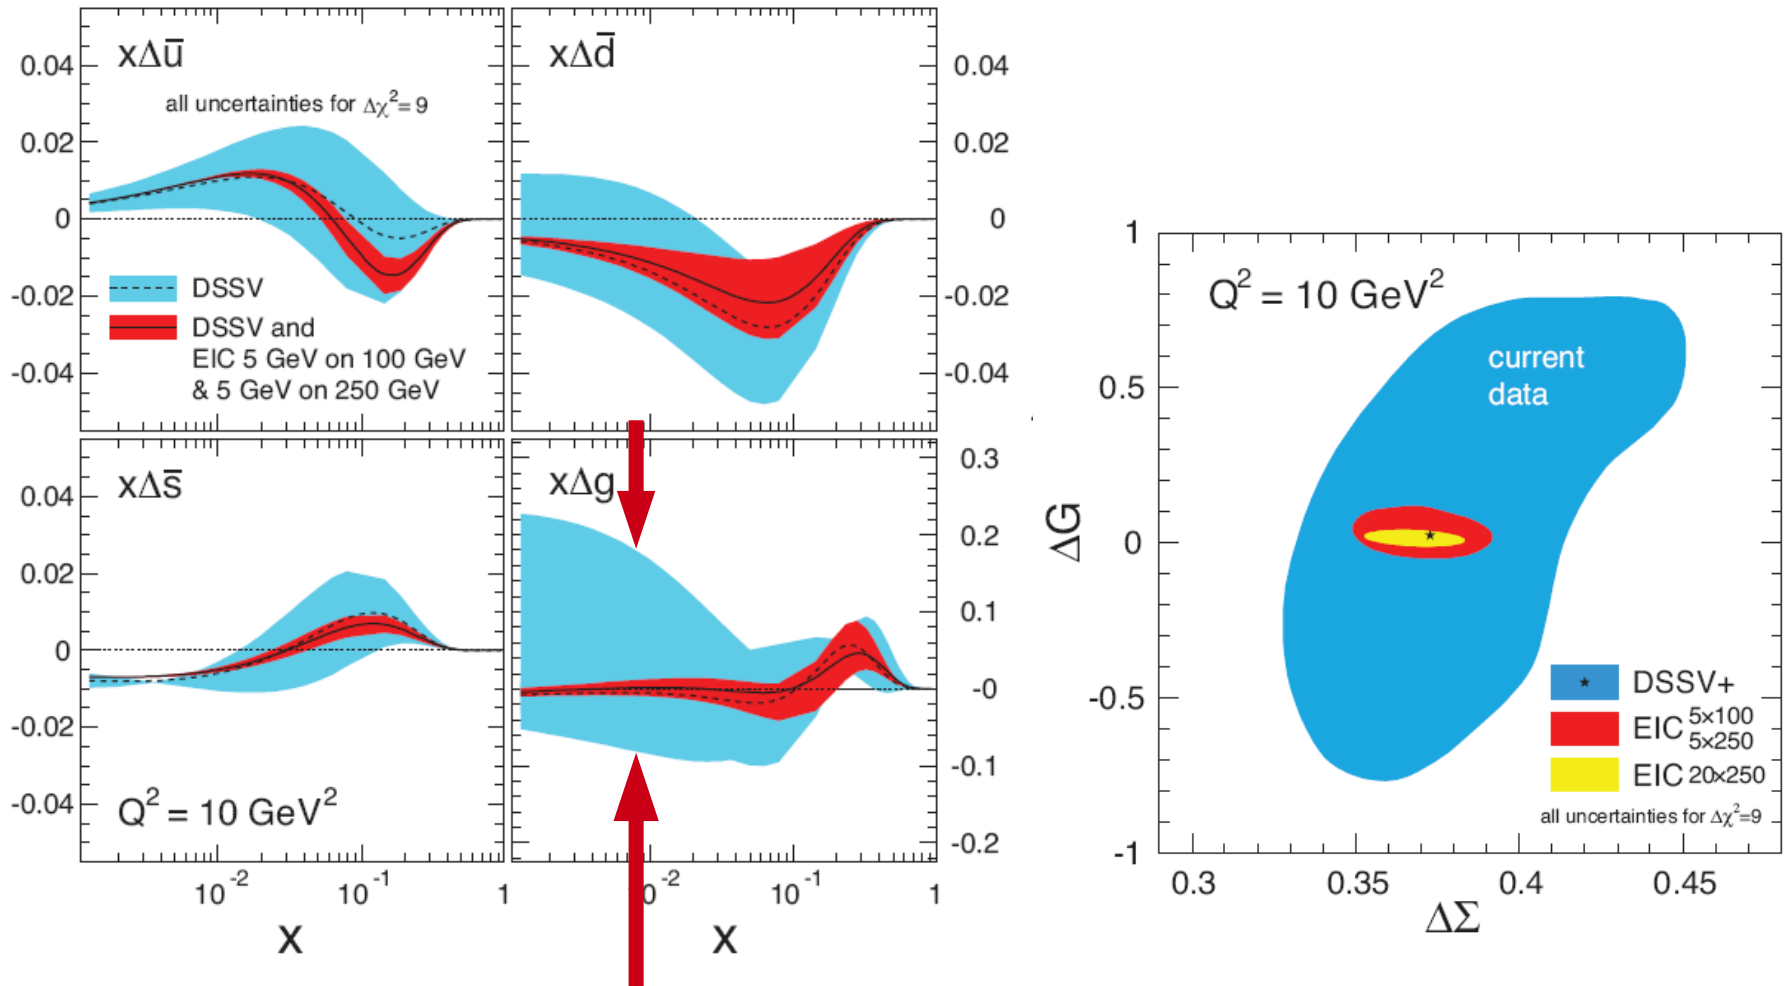 xΔū
all uncertainties for Δχ²= 9
DSSV
DSSV and
EIC 5 GeV on 100 GeV
& 5 GeV on 250 GeV
0.04
0.02
0
-0.02
-0.04
xΔd̄
0.04
0.02
0
-0.02
-0.04
xΔs̄
Q² = 10 GeV²
0.04
0.02
0
-0.02
-0.04
10⁻²
10⁻¹
1
x
xΔg
0.3
0.2
0.1
-0
-0.1
-0.2
0⁻²
10⁻¹
1
x
Q² = 10 GeV²
current
data
DSSV+
EIC 5×100
5×250
EIC 20×250
all uncertainties for Δχ²=9
1
0.5
0
-0.5
-1
ΔG
0.3
0.35
0.4
0.45
ΔΣ